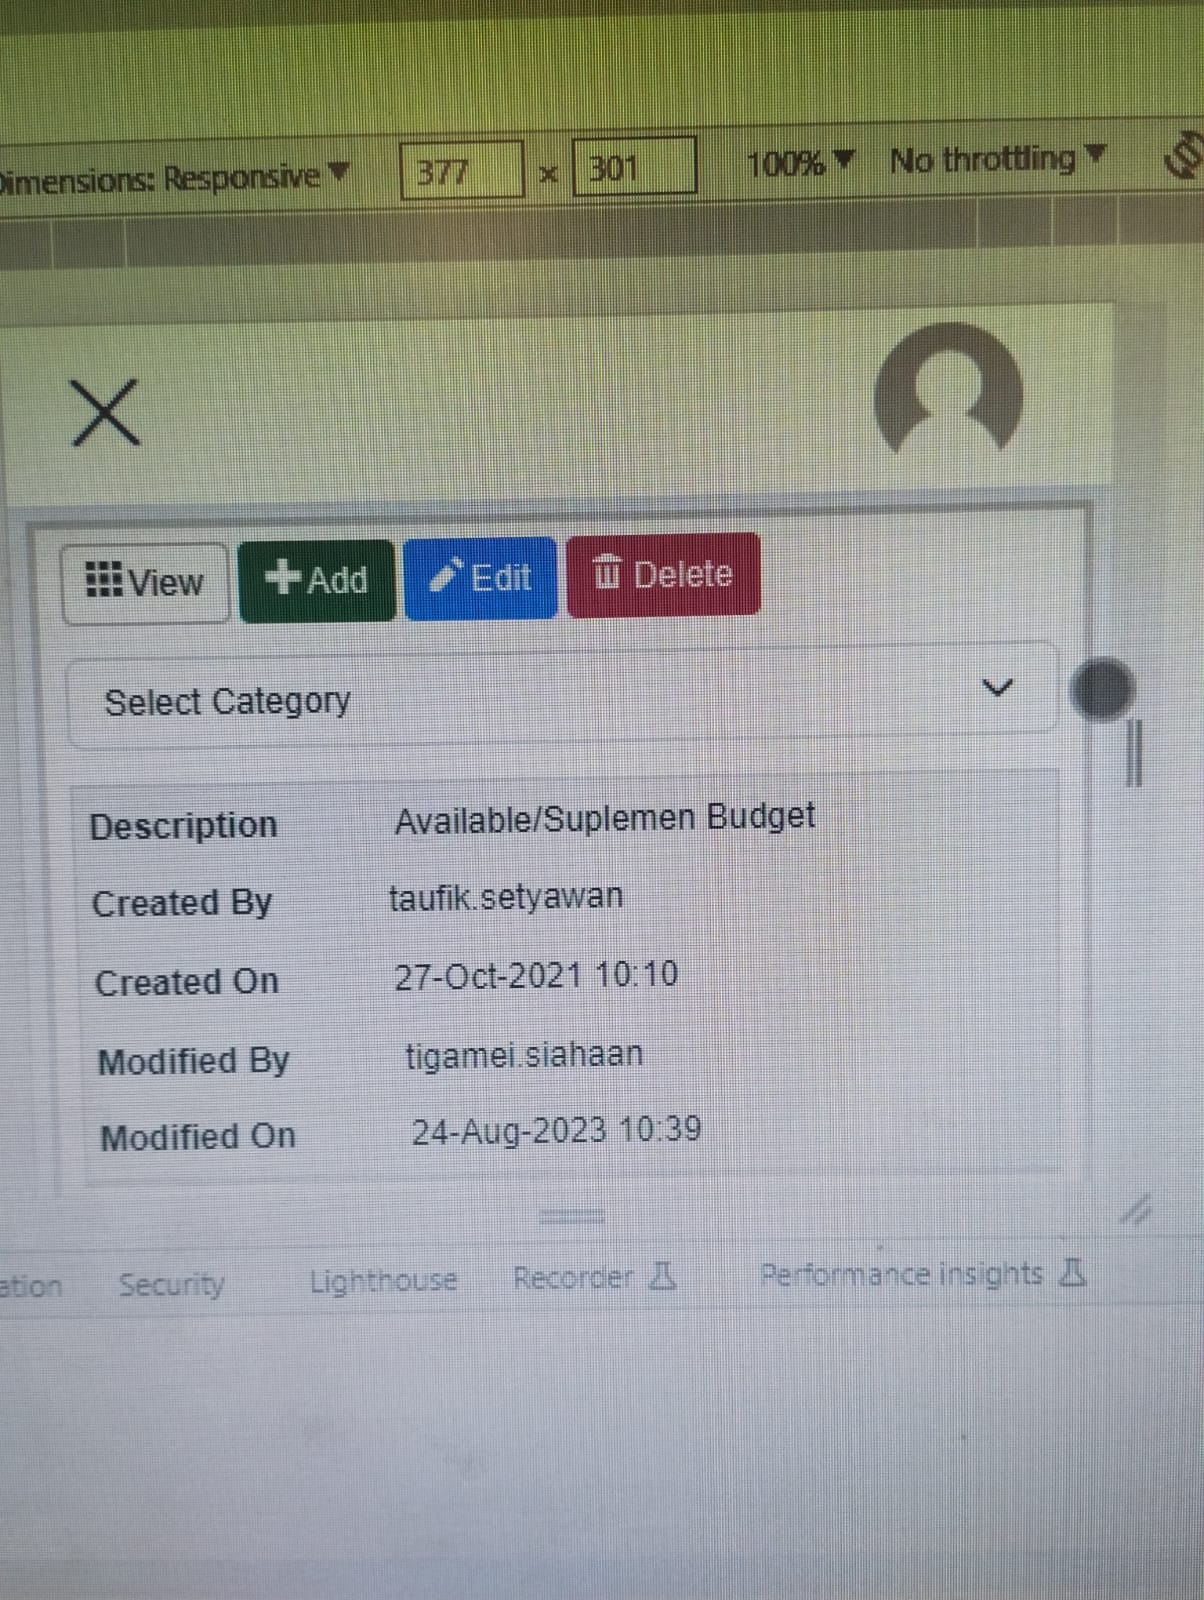 Dimensions: Responsive 377 x 301 100% No throttling
View Add Edit Delete
Select Category
Description Available/Suplemen Budget
Created By taufik.setyawan
Created On 27-Oct-2021 10:10
Modified By tigamei.siahaan
Modified On 24-Aug-2023 10:39
ation Security Lighthouse Recorder Performance insights